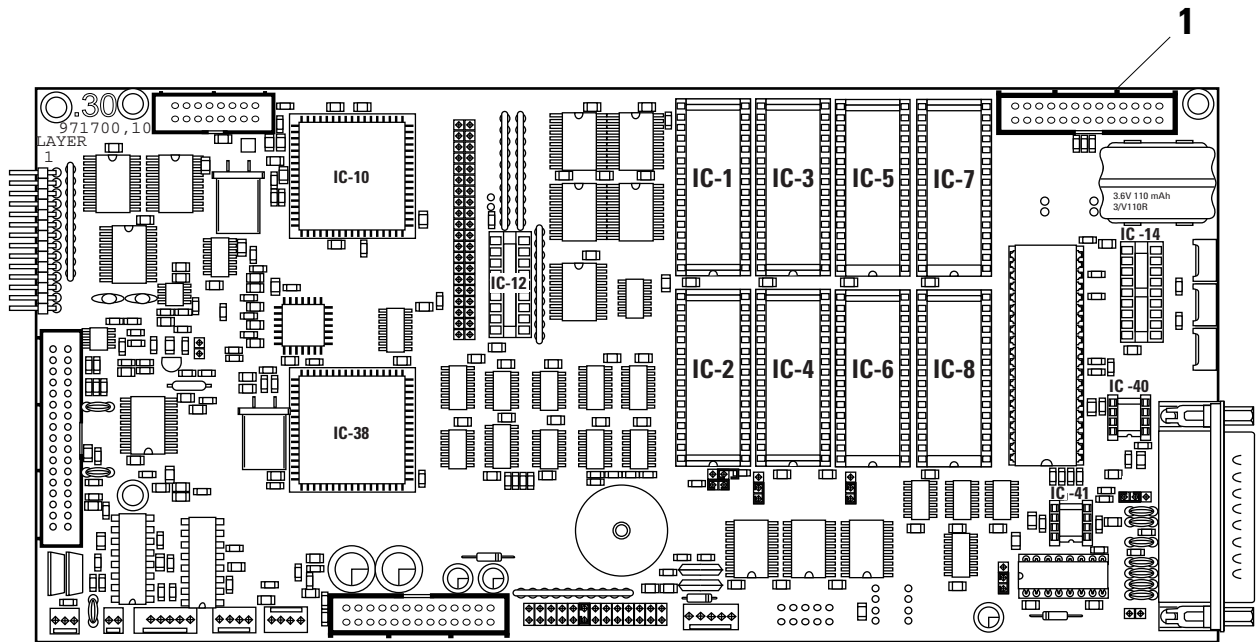 1
.30
971700,10
LAYER
1
IC-10
IC-1
IC-3
IC-5
IC-7
3.6V 110 mAh
3/V110R
IC -14
IC-12
IC-2
IC-4
IC-6
IC-8
IC -40
IC-38
IC -41